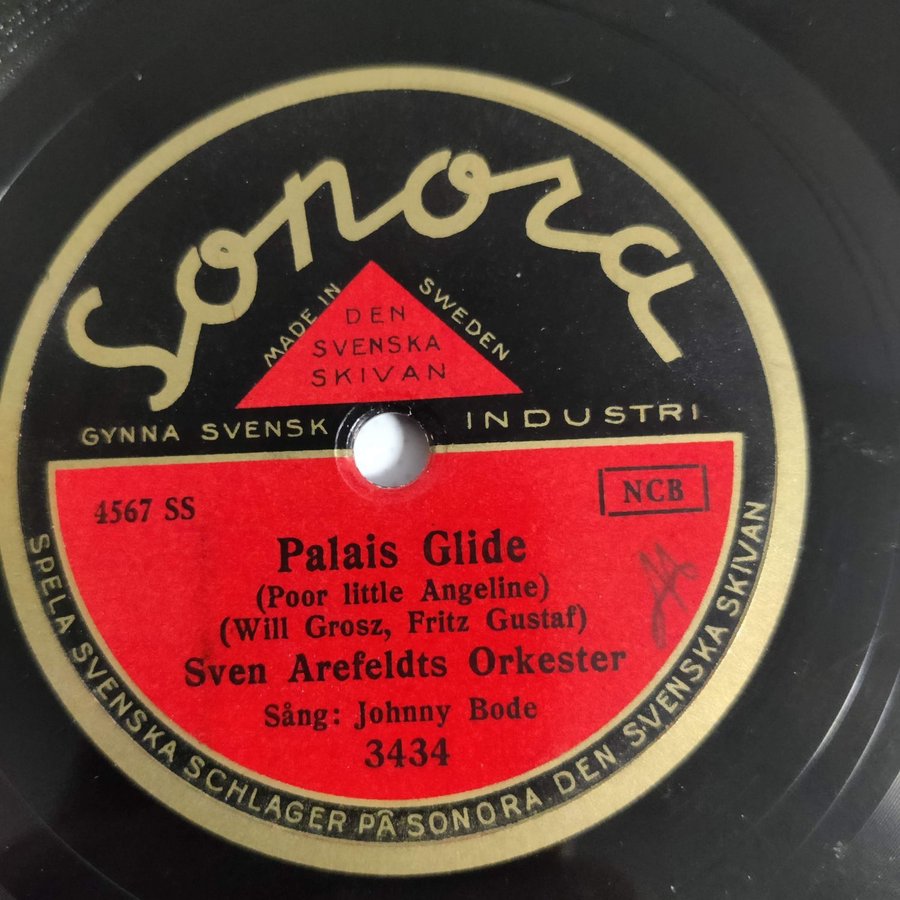 Sonora
MADE IN SWEDEN
DEN
SVENSKA
SKIVAN
GYNNA SVENSK INDUSTRI
4567 SS
NCB
Palais Glide
(Poor little Angeline)
(Will Grosz, Fritz Gustaf)
Sven Arefeldts Orkester
Sång: Johnny Bode
3434
SPELA SVENSKA SCHLAGER PÅ SONORA DEN SVENSKA SKIVAN